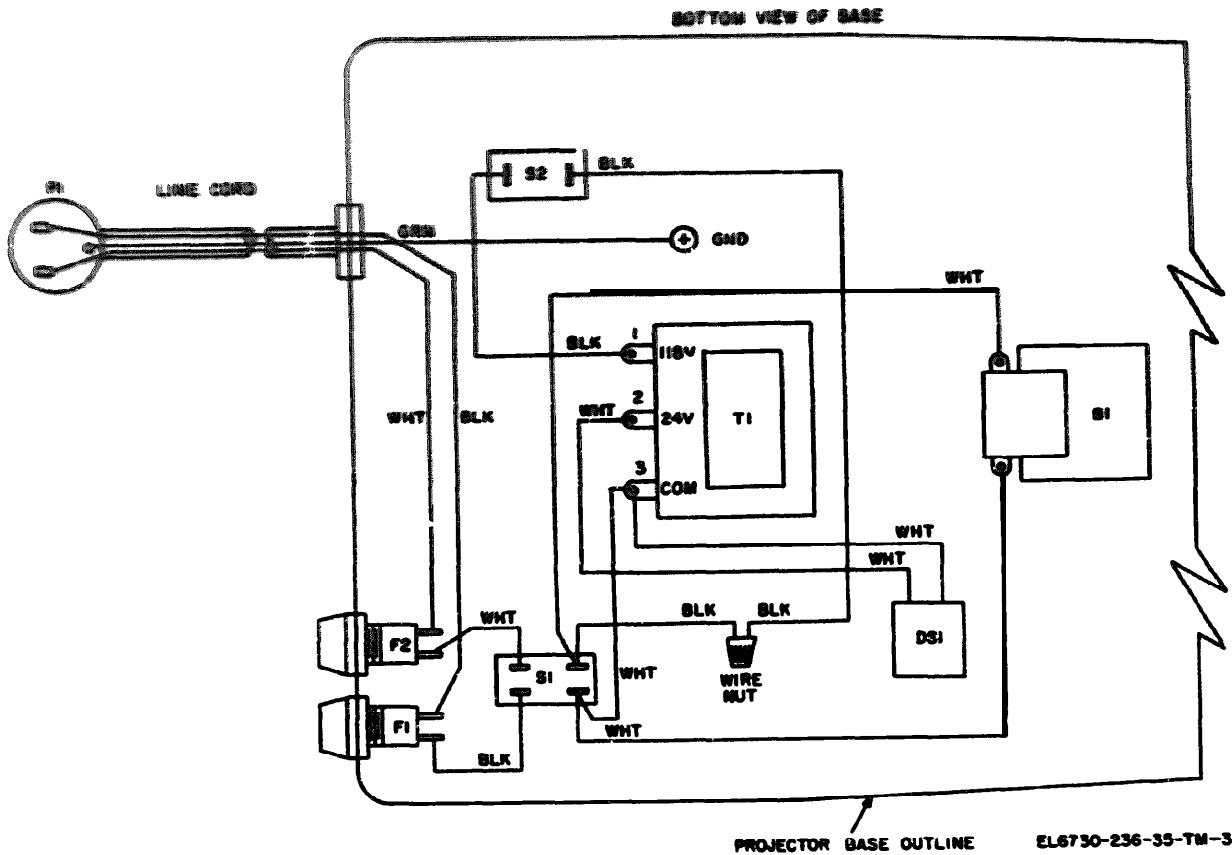 BOTTOM VIEW OF BASE
P1
LINE CORD
S2
BLK
GRN
GND
WHT
BLK
1
118V
2
WHT
24V
T1
B1
WHT
BLK
3
COM
WHT
WHT
BLK
BLK
WHT
F2
DS1
S1
WHT
WIRE
NUT
F1
WHT
BLK
PROJECTOR BASE OUTLINE
EL6730-236-35-TM-3